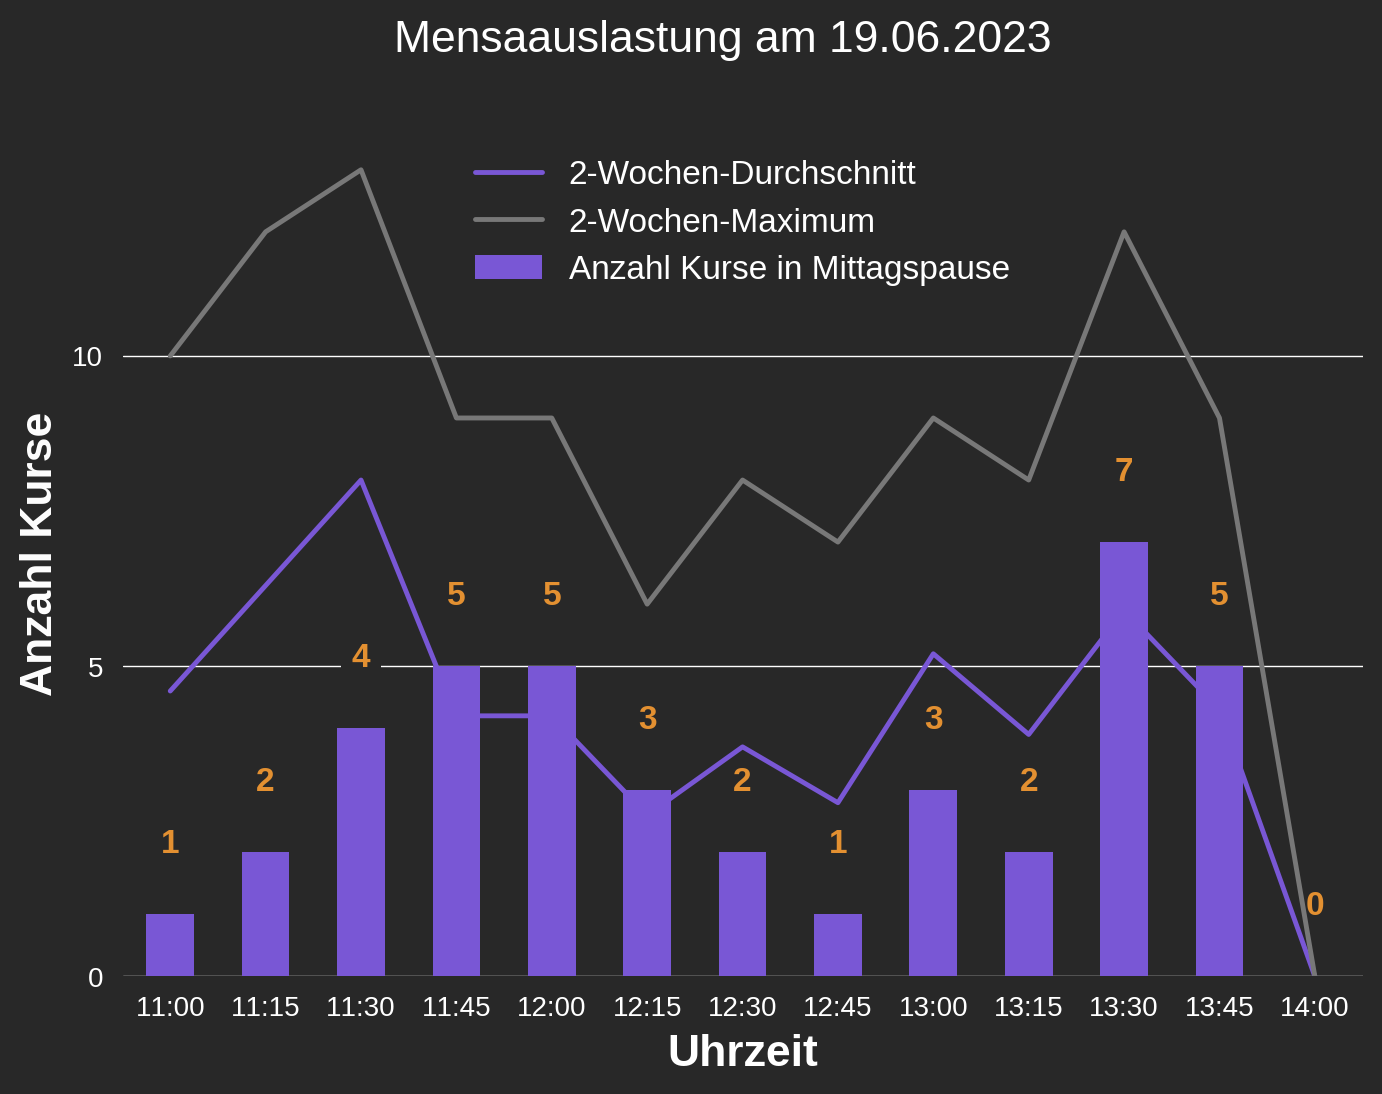 Mensaauslastung am 19.06.2023
2-Wochen-Durchschnitt
2-Wochen-Maximum
Anzahl Kurse in Mittagspause
Anzahl Kurse
10
5
0
1
2
4
5
5
3
2
1
3
2
7
5
0
11:00 11:15 11:30 11:45 12:00 12:15 12:30 12:45 13:00 13:15 13:30 13:45 14:00
Uhrzeit